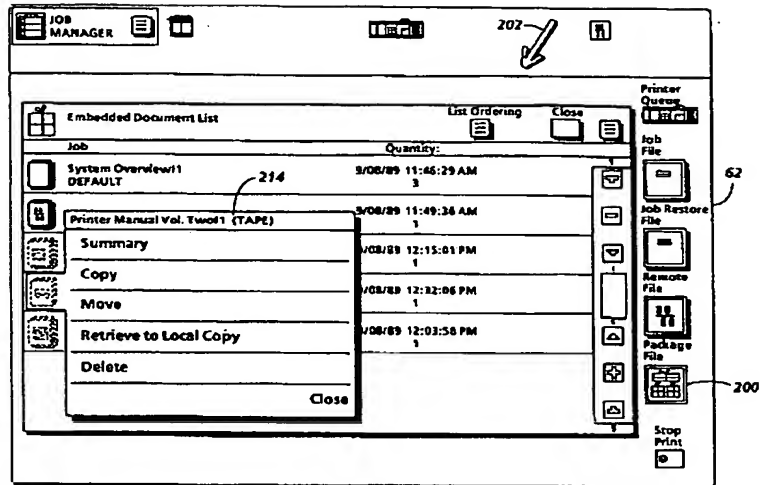 JOB
MANAGER
202
Printer
Queue
Embedded Document List
List Ordering
Close
Job
File
Job
Quantity:
System Overview!1
DEFAULT
9/08/89 11:46:29 AM
3
62
214
Printer Manual Vol. Two!1 (TAPE)
9/08/89 11:49:36 AM
1
Job Restore
File
Summary
/08/89 12:15:01 PM
1
Copy
Remote
File
Move
/08/89 12:32:06 PM
1
Retrieve to Local Copy
/08/89 12:03:58 PM
1
Package
File
Delete
200
Close
Stop
Print